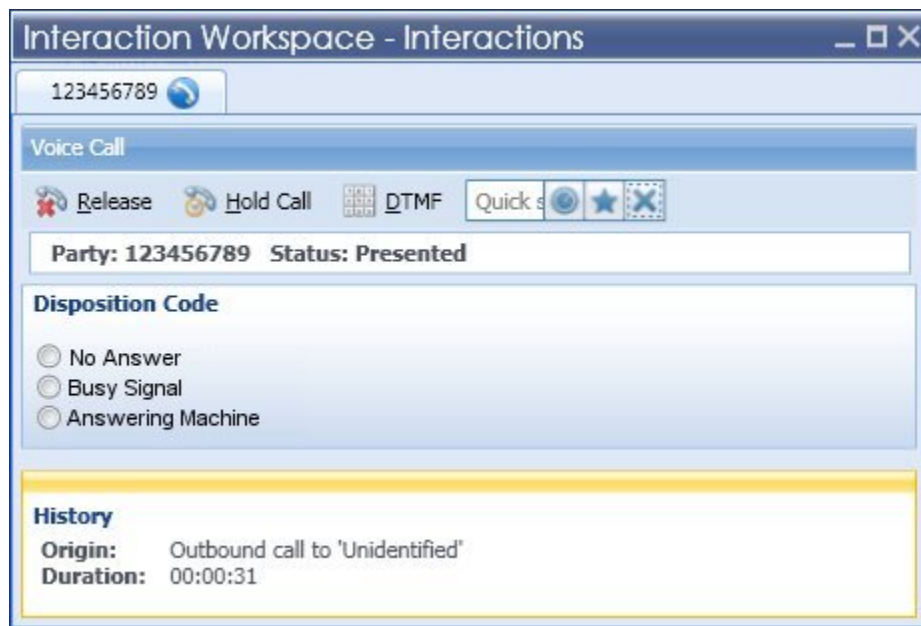 Interaction Workspace - Interactions
123456789
Voice Call
Release Hold Call DTMF Quick s
Party: 123456789 Status: Presented
Disposition Code
No Answer
Busy Signal
Answering Machine
History
Origin: Outbound call to 'Unidentified'
Duration: 00:00:31